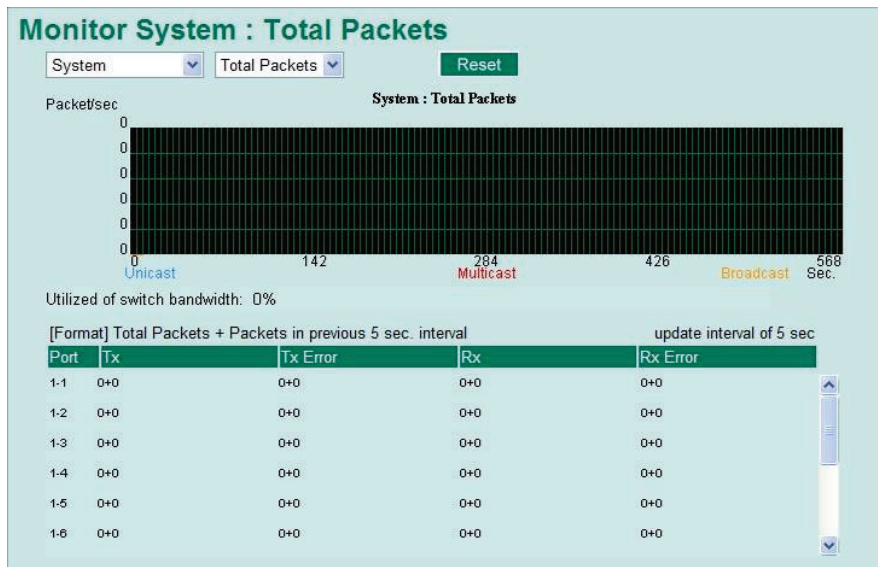 Monitor System : Total Packets
System Total Packets Reset
Packet/sec System : Total Packets
0
0
0
0
0
0
0 142 284 426 568
Unicast Multicast Broadcast Sec.
Utilized of switch bandwidth: 0%
[Form] Total Packets + Packets in previous 5 sec. interval update interval of 5 sec
Port Tx Tx Error Rx Rx Error
1-1 0+0 0+0 0+0 0+0
1-2 0+0 0+0 0+0 0+0
1-3 0+0 0+0 0+0 0+0
1-4 0+0 0+0 0+0 0+0
1-5 0+0 0+0 0+0 0+0
1-6 0+0 0+0 0+0 0+0